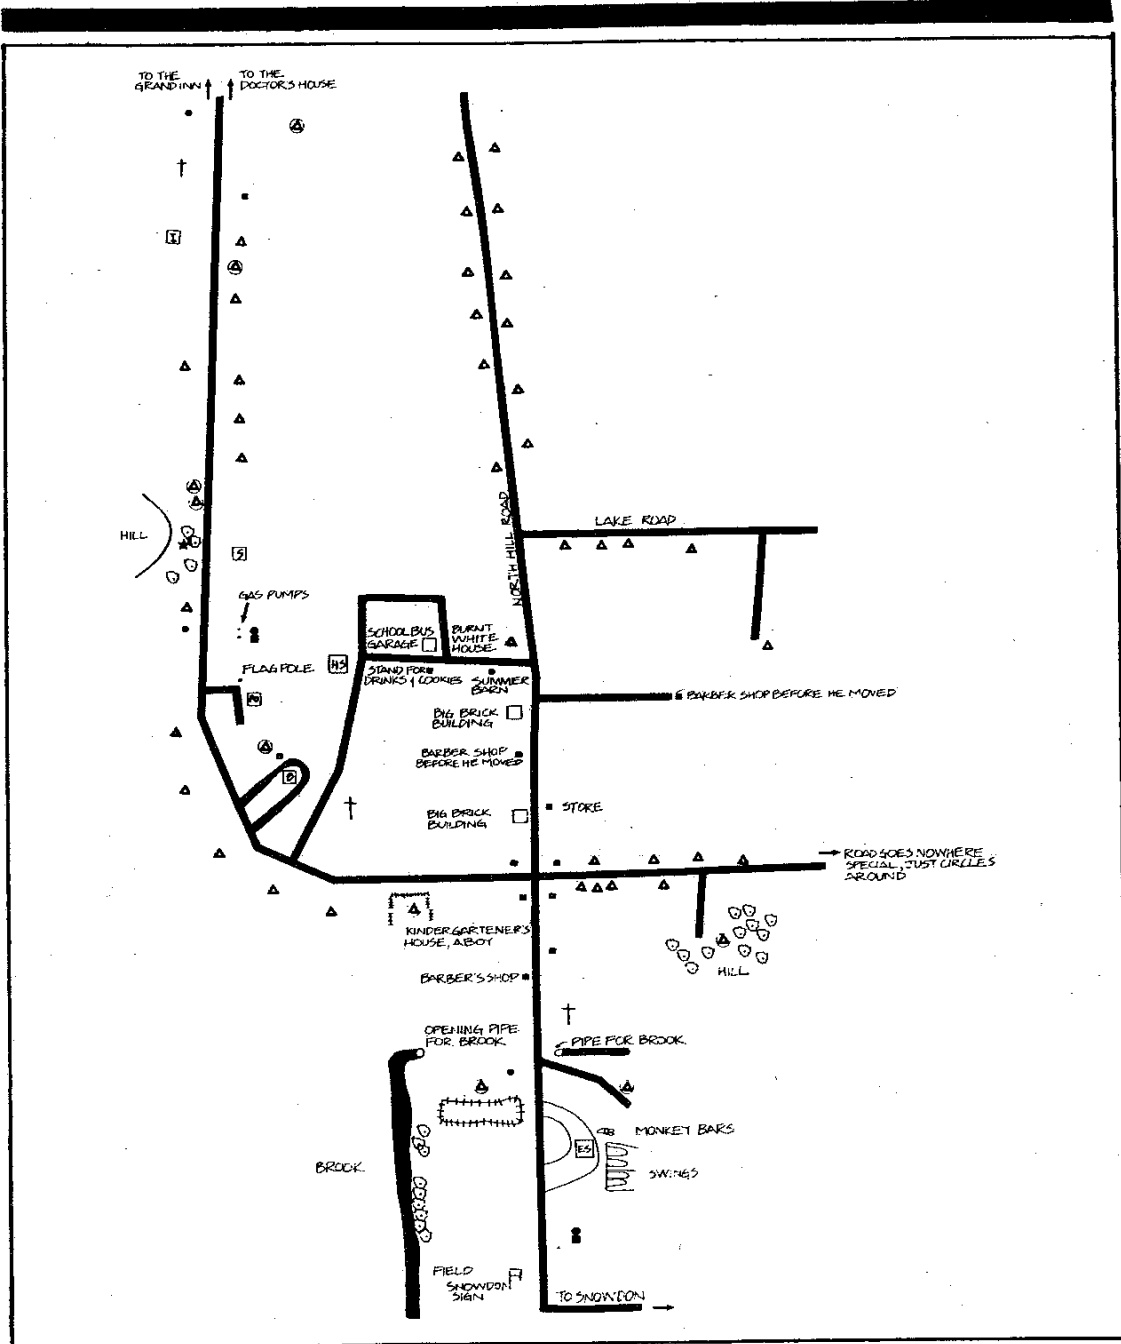 TO THE
GRAND INN
TO THE
DOCTOR'S HOUSE
I
NORTH HILL ROAD
LAKE ROAD
HILL
S
GAS PUMPS
SCHOOL BUS
GARAGE
BURNT
WHITE
HOUSE
FLAGPOLE
HS
STAND FOR
DRINKS & COOKIES
SUMMER
BARN
PO
BARBER SHOP BEFORE HE MOVED
BIG BRICK
BUILDING
BARBER SHOP
BEFORE HE MOVED
B
STORE
BIG BRICK
BUILDING
ROAD GOES NOWHERE
SPECIAL, JUST CIRCLES
AROUND
KINDERGARTENER'S
HOUSE, A BOY
HILL
BARBER'S SHOP
OPENING PIPE
FOR BROOK
PIPE FOR BROOK
MONKEY BARS
ES
BROOK
SWINGS
FIELD
SNOWDON
SIGN
TO SNOWDON